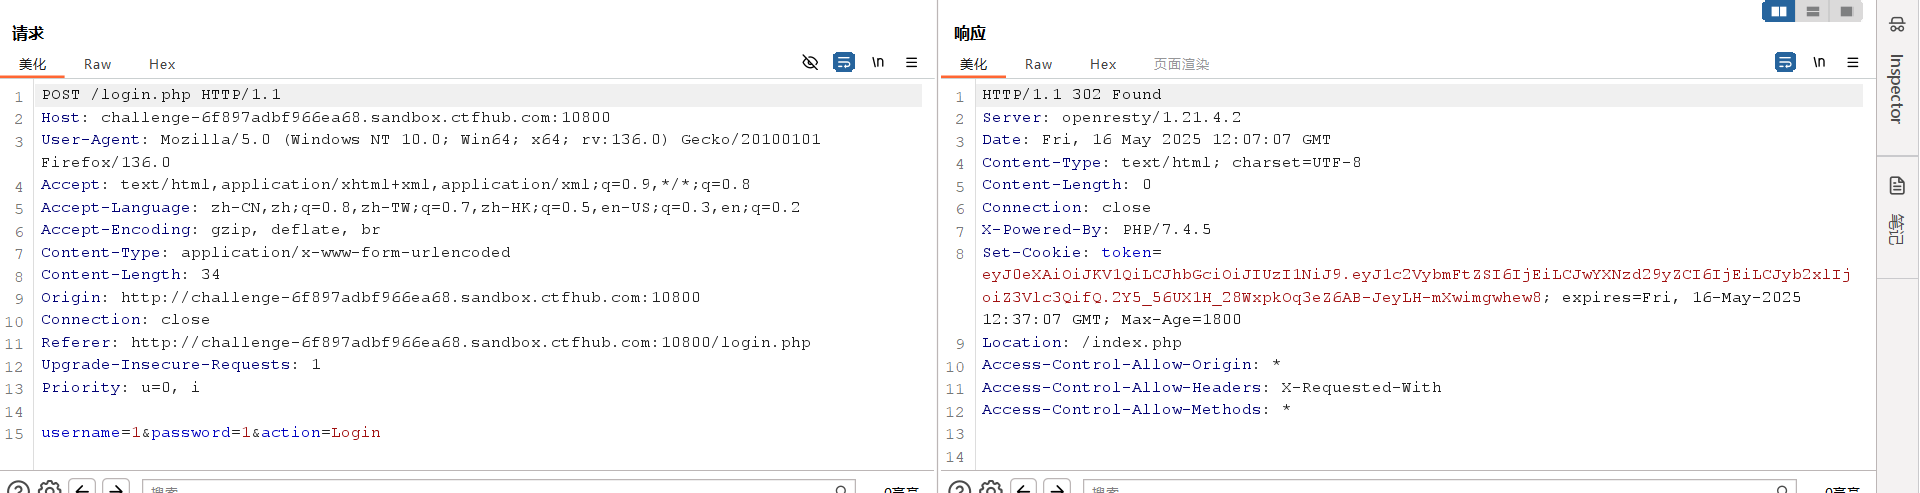 请求
美化 Raw Hex \n
1 POST /login.php HTTP/1.1
2 Host: challenge-6f897adbf966ea68.sandbox.ctfhub.com:10800
3 User-Agent: Mozilla/5.0 (Windows NT 10.0; Win64; x64; rv:136.0) Gecko/20100101
Firefox/136.0
4 Accept: text/html,application/xhtml+xml,application/xml;q=0.9,*/*;q=0.8
5 Accept-Language: zh-CN,zh;q=0.8,zh-TW;q=0.7,zh-HK;q=0.5,en-US;q=0.3,en;q=0.2
6 Accept-Encoding: gzip, deflate, br
7 Content-Type: application/x-www-form-urlencoded
8 Content-Length: 34
9 Origin: http://challenge-6f897adbf966ea68.sandbox.ctfhub.com:10800
10 Connection: close
11 Referer: http://challenge-6f897adbf966ea68.sandbox.ctfhub.com:10800/login.php
12 Upgrade-Insecure-Requests: 1
13 Priority: u=0, i
14
15 username=1&password=1&action=Login
搜索
0高亮
响应
美化 Raw Hex 页面渲染 \n
1 HTTP/1.1 302 Found
2 Server: openresty/1.21.4.2
3 Date: Fri, 16 May 2025 12:07:07 GMT
4 Content-Type: text/html; charset=UTF-8
5 Content-Length: 0
6 Connection: close
7 X-Powered-By: PHP/7.4.5
8 Set-Cookie: token=
eyJ0eXAiOiJKV1QiLCJhbGciOiJIUzI1NiJ9.eyJ1c2VybmFtZSI6IjEiLCJwYXNzd29yZCI6IjEiLCJyb2xlIj
oiZ3Vlc3QifQ.2Y5_56UX1H_28WxpkOq3eZ6AB-JeyLH-mXwimgwhew8; expires=Fri, 16-May-2025
12:37:07 GMT; Max-Age=1800
9 Location: /index.php
10 Access-Control-Allow-Origin: *
11 Access-Control-Allow-Headers: X-Requested-With
12 Access-Control-Allow-Methods: *
13
14
搜索
0高亮
Inspector
笔记